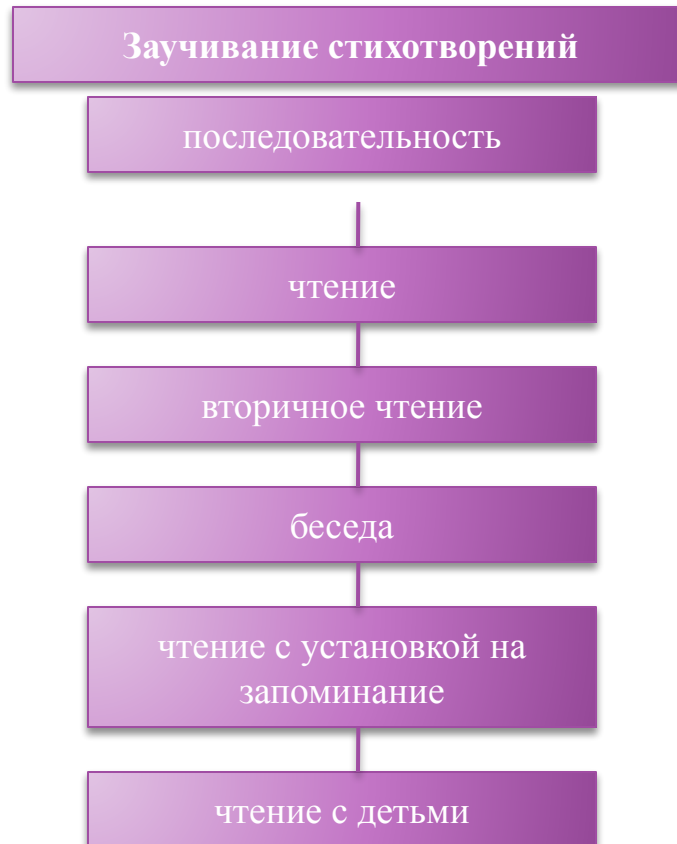 Заучивание стихотворений
последовательность
чтение
вторичное чтение
беседа
чтение с установкой на
запоминание
чтение с детьми